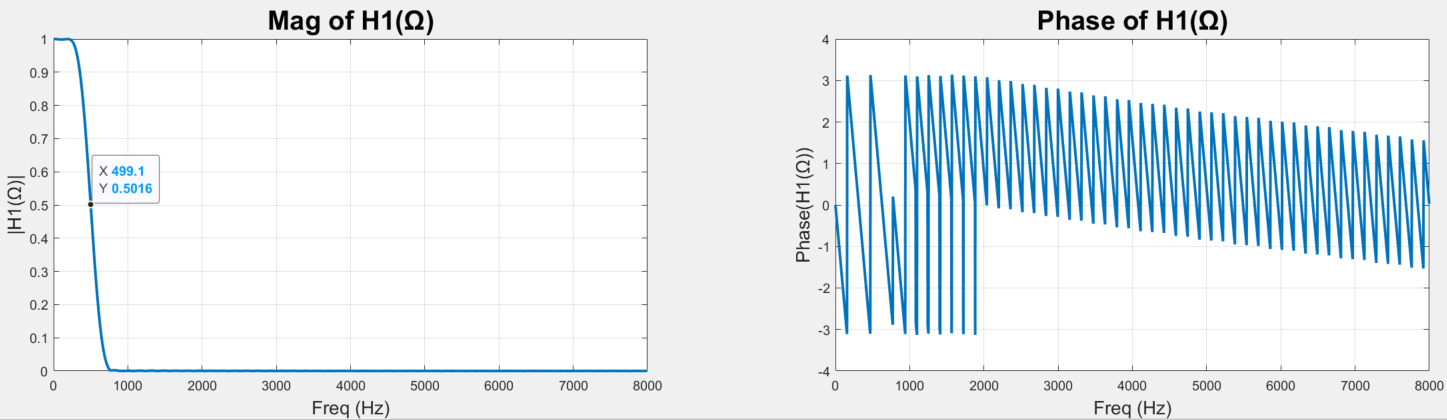 Mag of H1(Ω)
|H1(Ω)|
1
0.9
0.8
0.7
0.6
0.5
0.4
0.3
0.2
0.1
0
X 499.1
Y 0.5016
0 1000 2000 3000 4000 5000 6000 7000 8000
Freq (Hz)
Phase of H1(Ω)
Phase(H1(Ω))
4
3
2
1
0
-1
-2
-3
-4
0 1000 2000 3000 4000 5000 6000 7000 8000
Freq (Hz)